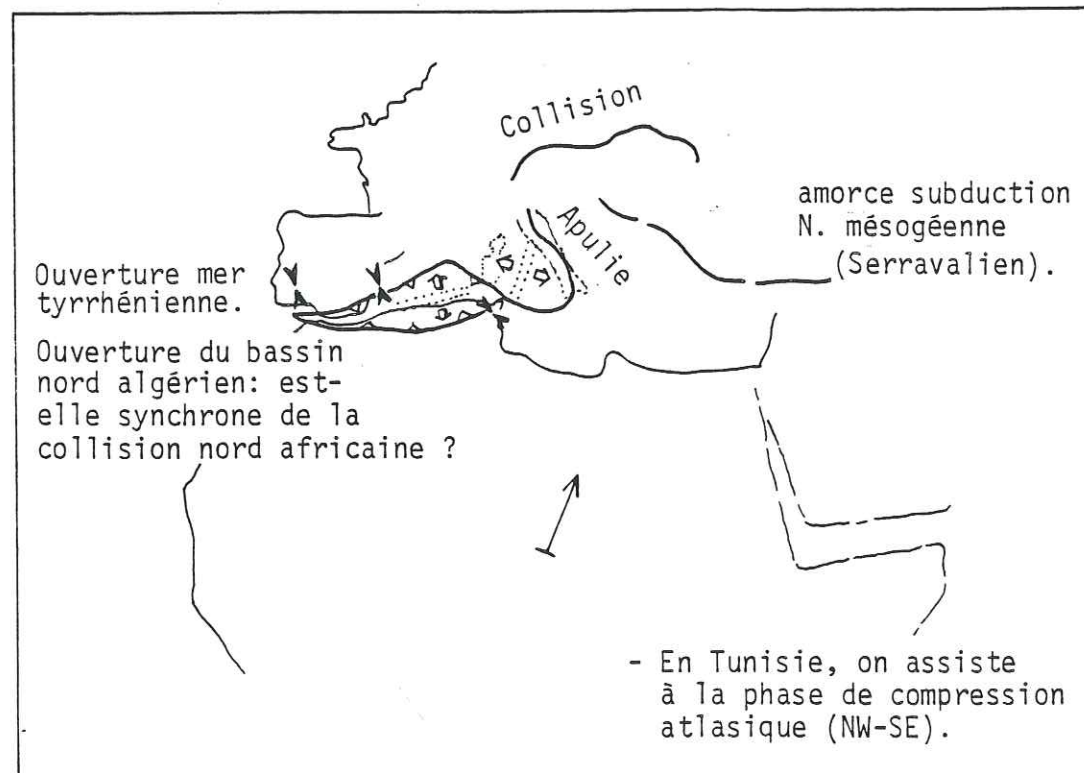 Collision
Apulie
amorce subduction
N. mésogéenne
(Serravalien).
Ouverture mer
tyrrhénienne.
Ouverture du bassin
nord algérien: est-
elle synchrone de la
collision nord africaine ?
- En Tunisie, on assiste
à la phase de compression
atlasique (NW-SE).